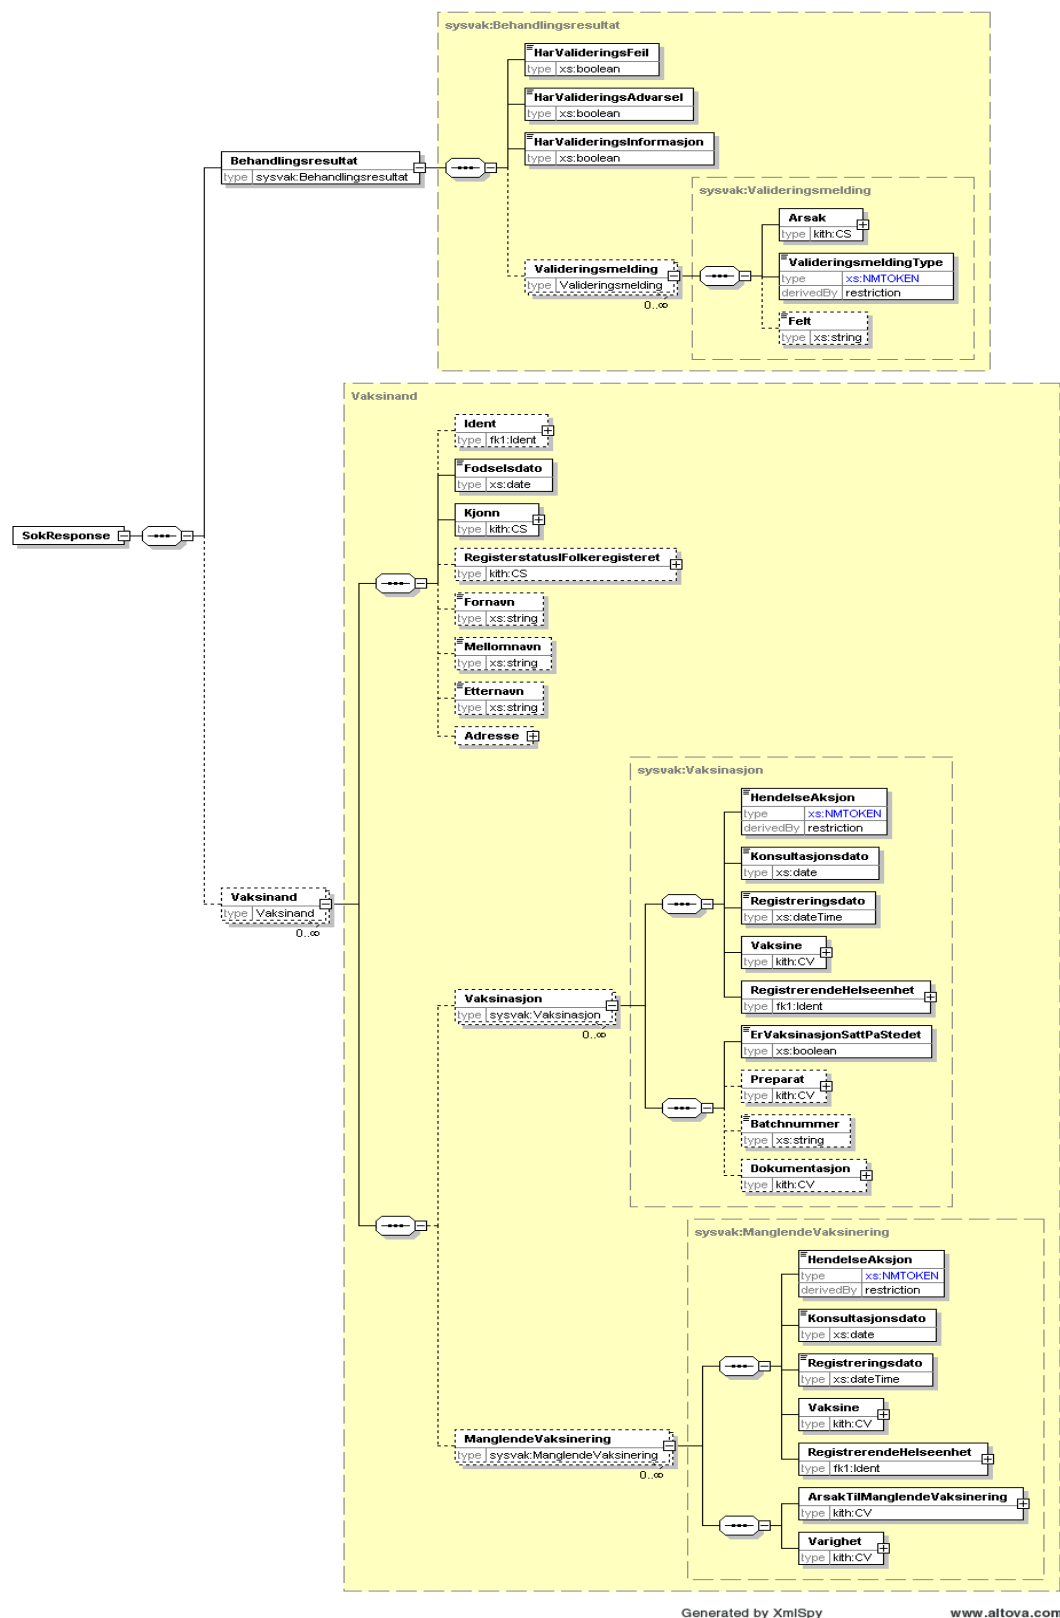 sysvak:Behandlingsresultat
HarValideringsFeil
type xs:boolean
HarValideringsAdvarsel
type xs:boolean
HarValideringsInformasjon
type xs:boolean
Behandlingsresultat
type sysvak:Behandlingsresultat
sysvak:Valideringsmelding
Arsak
type kith:CS
Valideringsmelding
type Valideringsmelding
0..∞
ValideringsmeldingType
type xs:NMTOKEN
derivedBy restriction
Felt
type xs:string
Vaksinand
Ident
type fk1:Ident
Fodselsdato
type xs:date
Kjonn
type kith:CS
SokResponse
RegisterstatusIFolkeregisteret
type kith:CS
Fornavn
type xs:string
Mellomnavn
type xs:string
Etternavn
type xs:string
Adresse
sysvak:Vaksinasjon
HendelseAksjon
type xs:NMTOKEN
derivedBy restriction
Konsultasjonsdato
type xs:date
Registreringsdato
type xs:dateTime
Vaksinand
type Vaksinand
0..∞
Vaksine
type kith:CV
RegistrerendeHelseenhet
type fk1:Ident
Vaksinasjon
type sysvak:Vaksinasjon
0..∞
ErVaksinasjonSattPaStedet
type xs:boolean
Preparat
type kith:CV
Batchnummer
type xs:string
Dokumentasjon
type kith:CV
sysvak:ManglendeVaksinering
HendelseAksjon
type xs:NMTOKEN
derivedBy restriction
Konsultasjonsdato
type xs:date
Registreringsdato
type xs:dateTime
Vaksine
type kith:CV
ManglendeVaksinering
type sysvak:ManglendeVaksinering
0..∞
RegistrerendeHelseenhet
type fk1:Ident
ArsakTilManglendeVaksinering
type kith:CV
Varighet
type kith:CV
Generated by XmlSpy www.altova.com